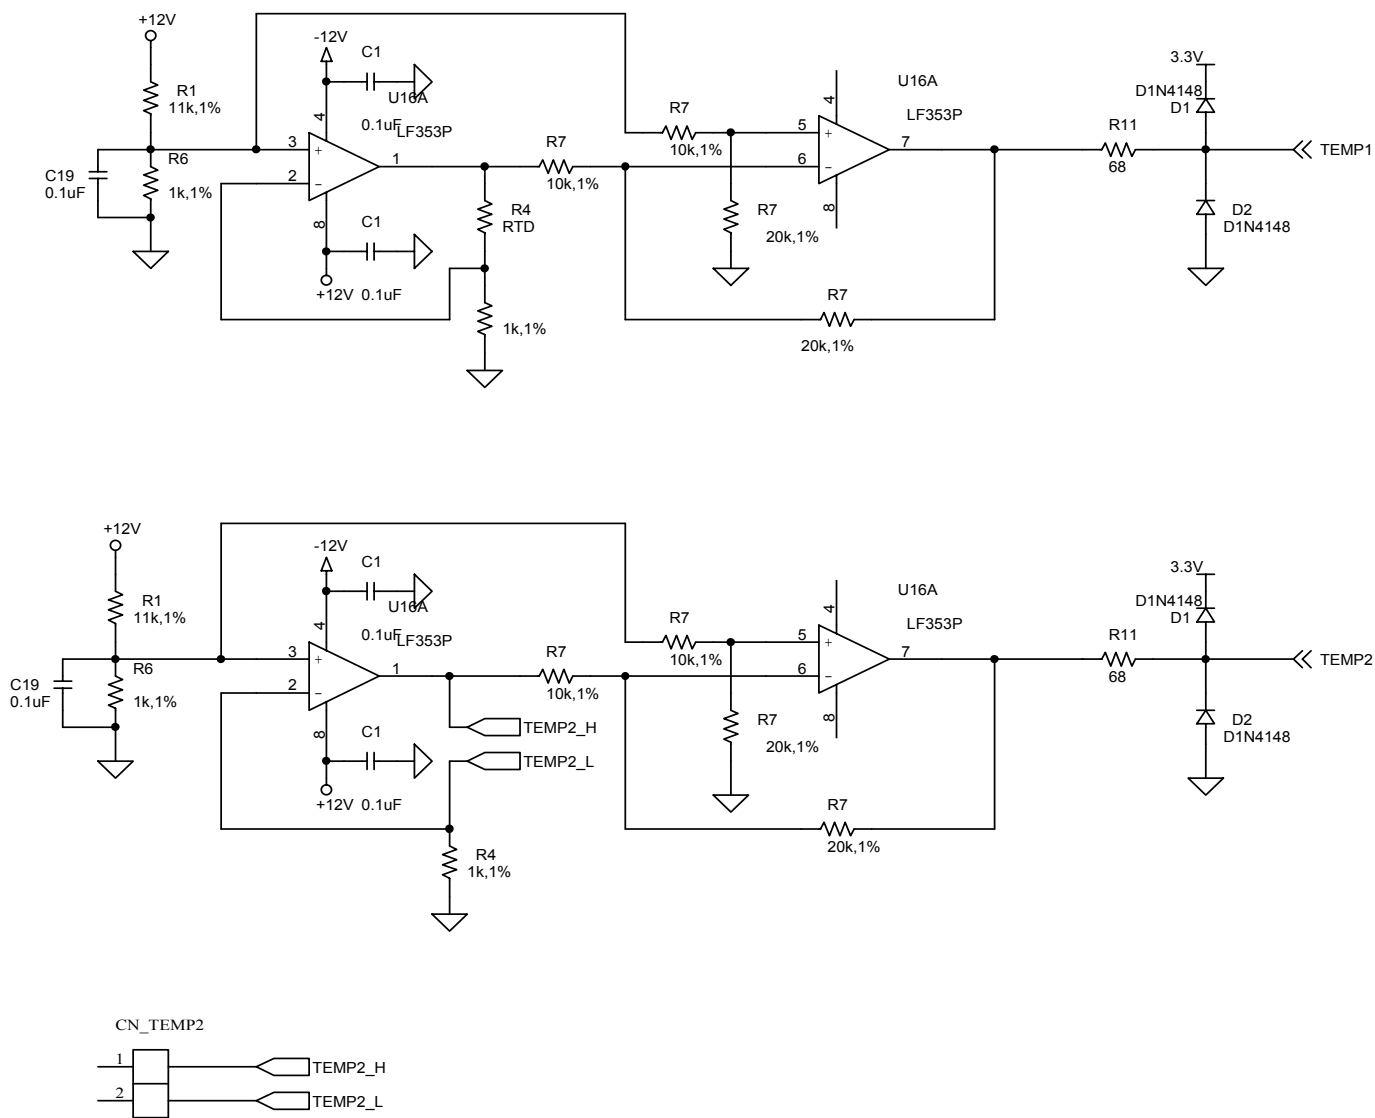 +12V
-12V
C1
3.3V
U16A
D1N4148
D1
R1
11k,1%
4
U16A
0.1uF
LF353P
4
LF353P
R7
10k,1%
5
+
7
R11
68
TEMP1
C19
0.1uF
R6
1k,1%
3
+
1
2
−
R7
10k,1%
6
−
8
C1
R4
RTD
R7
20k,1%
8
D2
D1N4148
+12V
0.1uF
1k,1%
R7
20k,1%
+12V
-12V
C1
3.3V
U16A
D1N4148
D1
R1
11k,1%
4
U16A
0.1uF
LF353P
4
LF353P
R7
10k,1%
5
+
7
R11
68
TEMP2
C19
0.1uF
R6
1k,1%
3
+
1
2
−
R7
10k,1%
6
−
8
C1
TEMP2_H
R7
20k,1%
8
D2
D1N4148
TEMP2_L
+12V
0.1uF
R7
20k,1%
R4
1k,1%
CN_TEMP2
1
TEMP2_H
2
TEMP2_L